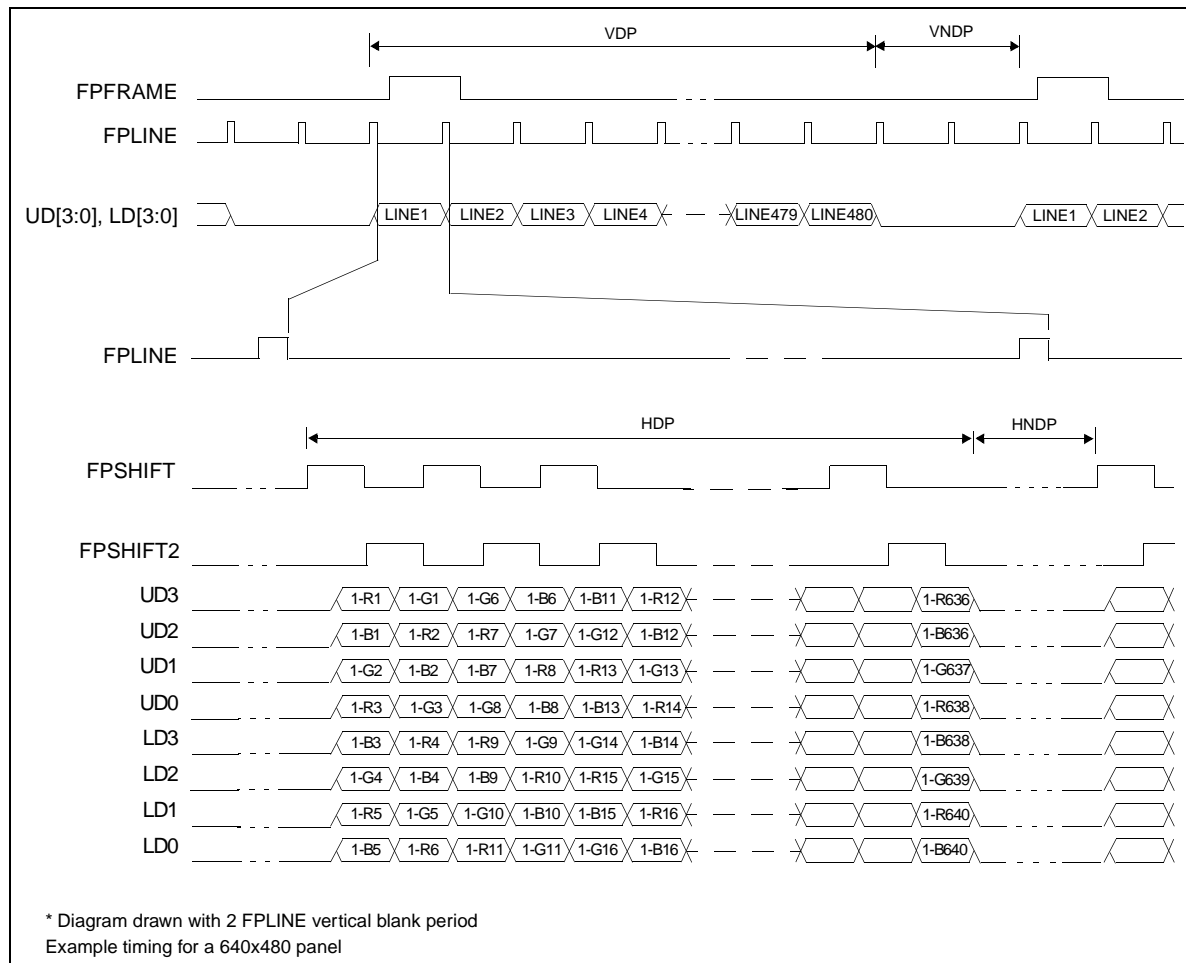 VDP VNDP
FPFRAME
FPLINE
UD[3:0], LD[3:0] LINE1 LINE2 LINE3 LINE4 LINE479 LINE480 LINE1 LINE2
FPLINE
HDP HNDP
FPSHIFT
FPSHIFT2
UD3 1-R1 1-G1 1-G6 1-B6 1-B11 1-R12 1-R636
UD2 1-B1 1-R2 1-R7 1-G7 1-G12 1-B12 1-B636
UD1 1-G2 1-B2 1-B7 1-R8 1-R13 1-G13 1-G637
UD0 1-R3 1-G3 1-G8 1-B8 1-B13 1-R14 1-R638
LD3 1-B3 1-R4 1-R9 1-G9 1-G14 1-B14 1-B638
LD2 1-G4 1-B4 1-B9 1-R10 1-R15 1-G15 1-G639
LD1 1-R5 1-G5 1-G10 1-B10 1-B15 1-R16 1-R640
LD0 1-B5 1-R6 1-R11 1-G11 1-G16 1-B16 1-B640
* Diagram drawn with 2 FPLINE vertical blank period
Example timing for a 640x480 panel